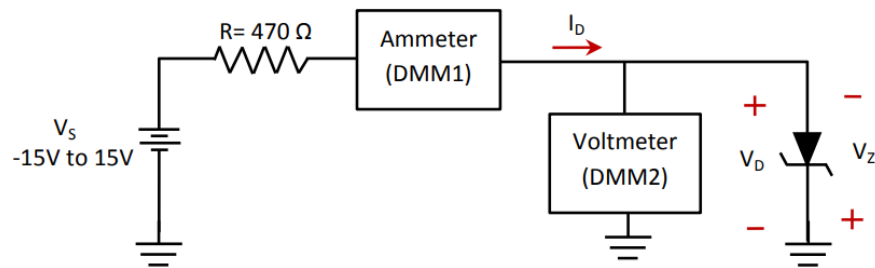 R= 470 Ω
Ammeter
(DMM1)
I_D
V_S
-15V to 15V
Voltmeter
(DMM2)
+
V_D
−
−
V_Z
+